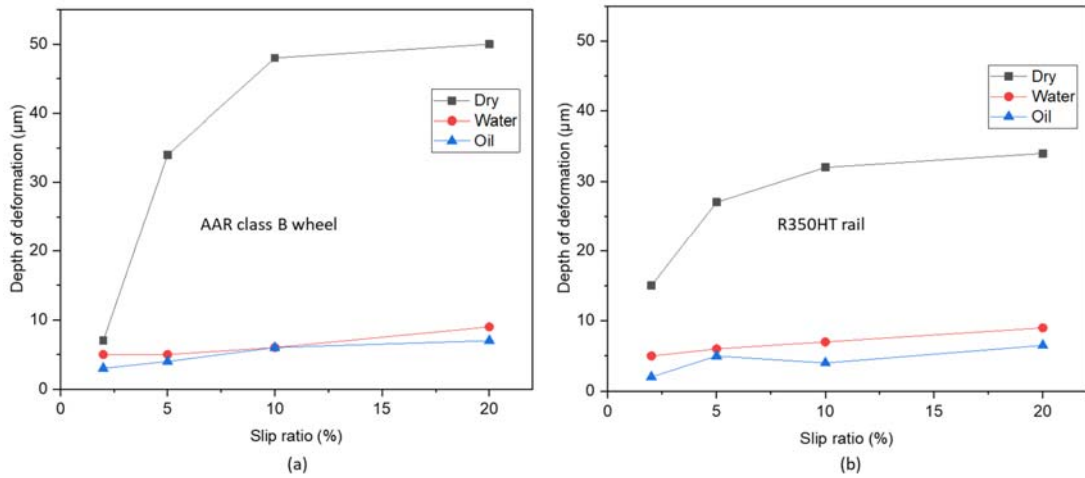 50
40
30
20
10
0
Depth of deformation (µm)
Dry
Water
Oil
AAR class B wheel
0 5 10 15 20
Slip ratio (%)
(a)
50
40
30
20
10
0
Depth of deformation (µm)
Dry
Water
Oil
R350HT rail
0 5 10 15 20
Slip ratio (%)
(b)